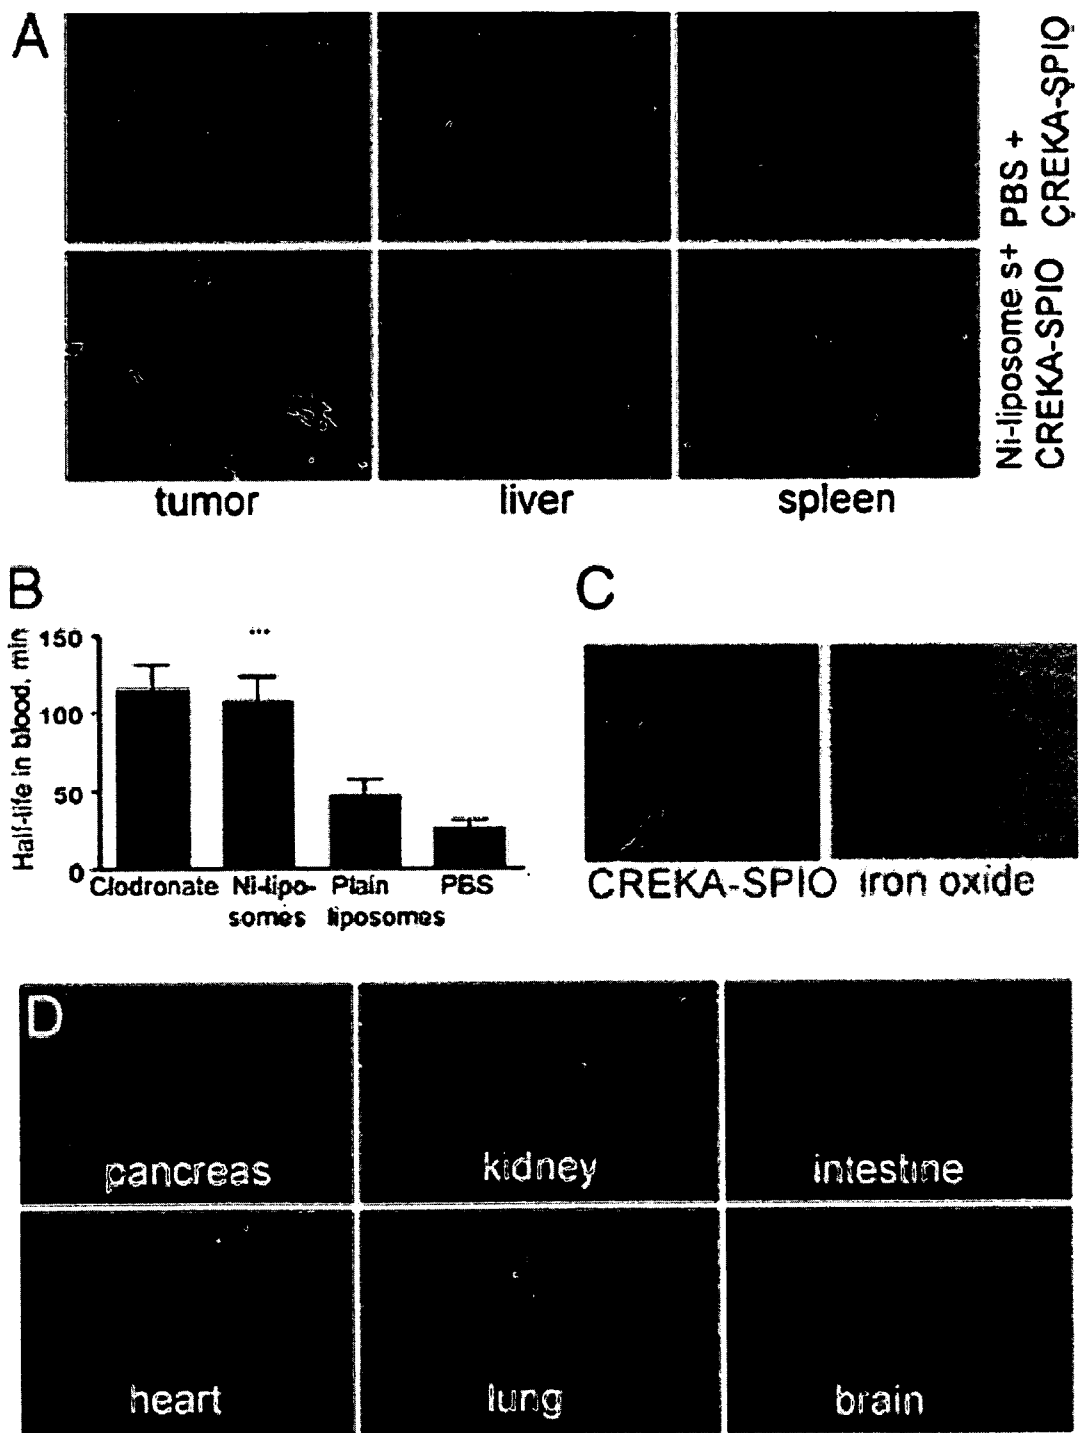 A
PBS +
CREKA-SPIO
Ni-liposome s+
CREKA-SPIO
tumor liver spleen
B
C
Half-life in blood, min
150
100
50
0
...
Clodronate Ni-lipo- Plain PBS
somes liposomes
CREKA-SPIO iron oxide
D
pancreas kidney intestine
heart lung brain